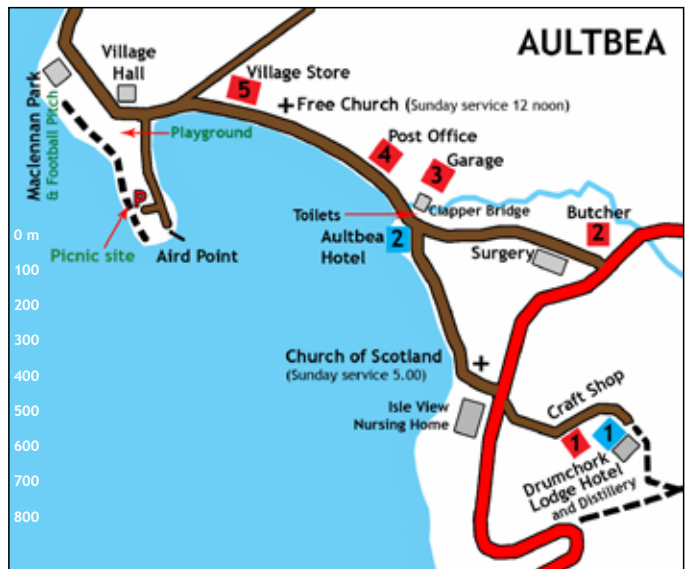 AULTBEA
Village
Hall
Maclennan Park
& Football Pitch
5
Village Store
Free Church (Sunday service 12 noon)
Playground
Post Office
4
3
Garage
P
Toilets
Clapper Bridge
Butcher
2
Aultbea
Hotel
2
Surgery
Picnic site
Aird Point
0 m
100
200
300
400
500
600
700
800
Church of Scotland
(Sunday service 5.00)
Isle View
Nursing Home
Craft Shop
1
1
Drumchork
Lodge Hotel
and Distillery